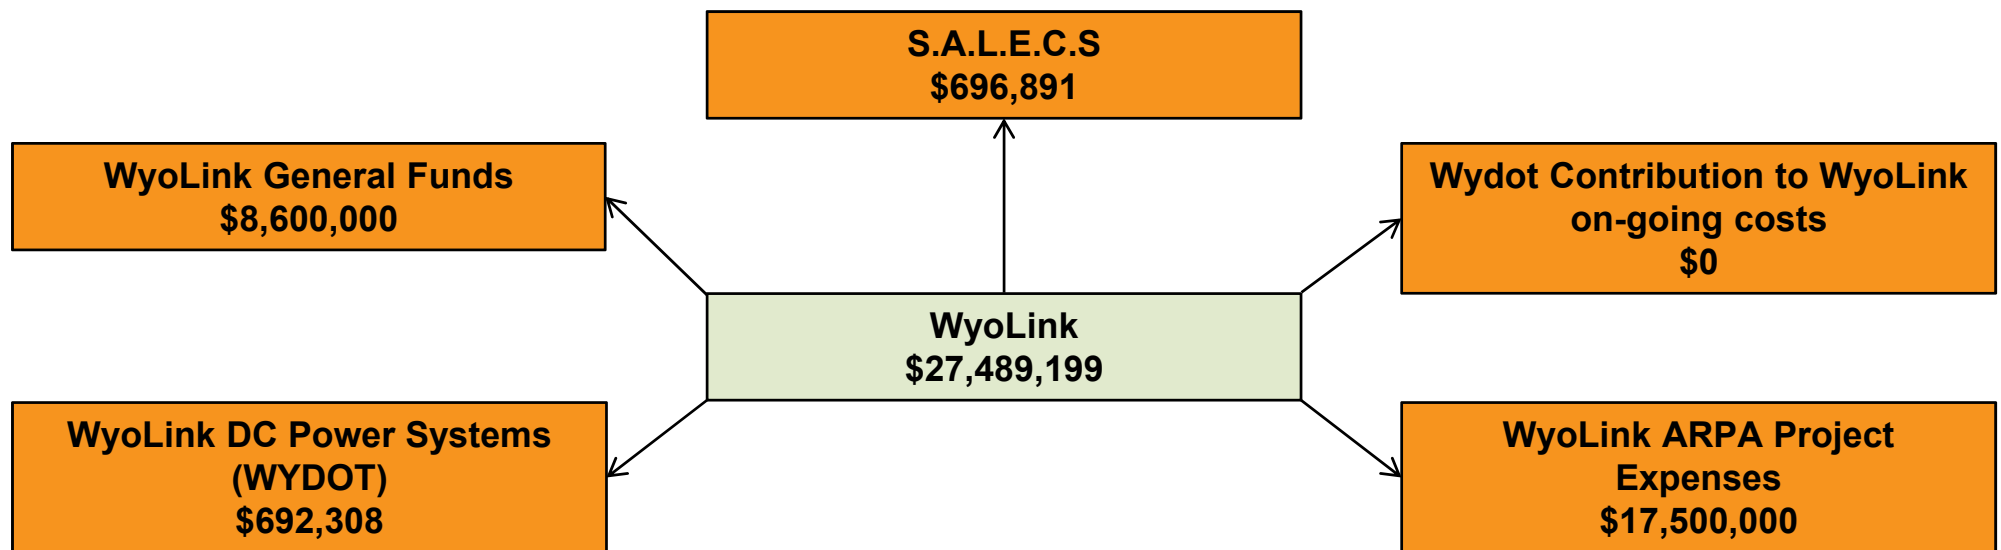 S.A.L.E.C.S
$696,891
WyoLink General Funds
$8,600,000
Wydot Contribution to WyoLink
on-going costs
$0
WyoLink
$27,489,199
WyoLink DC Power Systems
(WYDOT)
$692,308
WyoLink ARPA Project
Expenses
$17,500,000